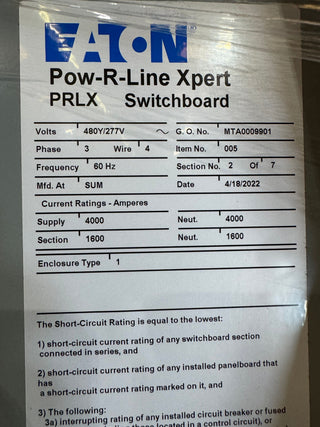 EATON
Pow-R-Line Xpert
PRLX Switchboard
Volts 480Y/277V ~ G. O. No. MTA0009901
Phase 3 Wire 4 Item No. 005
Frequency 60 Hz Section No. 2 Of 7
Mfd. At SUM Date 4/18/2022
Current Ratings - Amperes
Supply 4000 Neut. 4000
Section 1600 Neut. 1600
Enclosure Type 1
The Short-Circuit Rating is equal to the lowest:
1) short-circuit current rating of any switchboard section
connected in series, and
2) short-circuit current rating of any installed panelboard that
has
a short-circuit current rating marked on it, and
3) The following:
3a) interrupting rating of any installed circuit breaker or fused
located in a control circuit), or